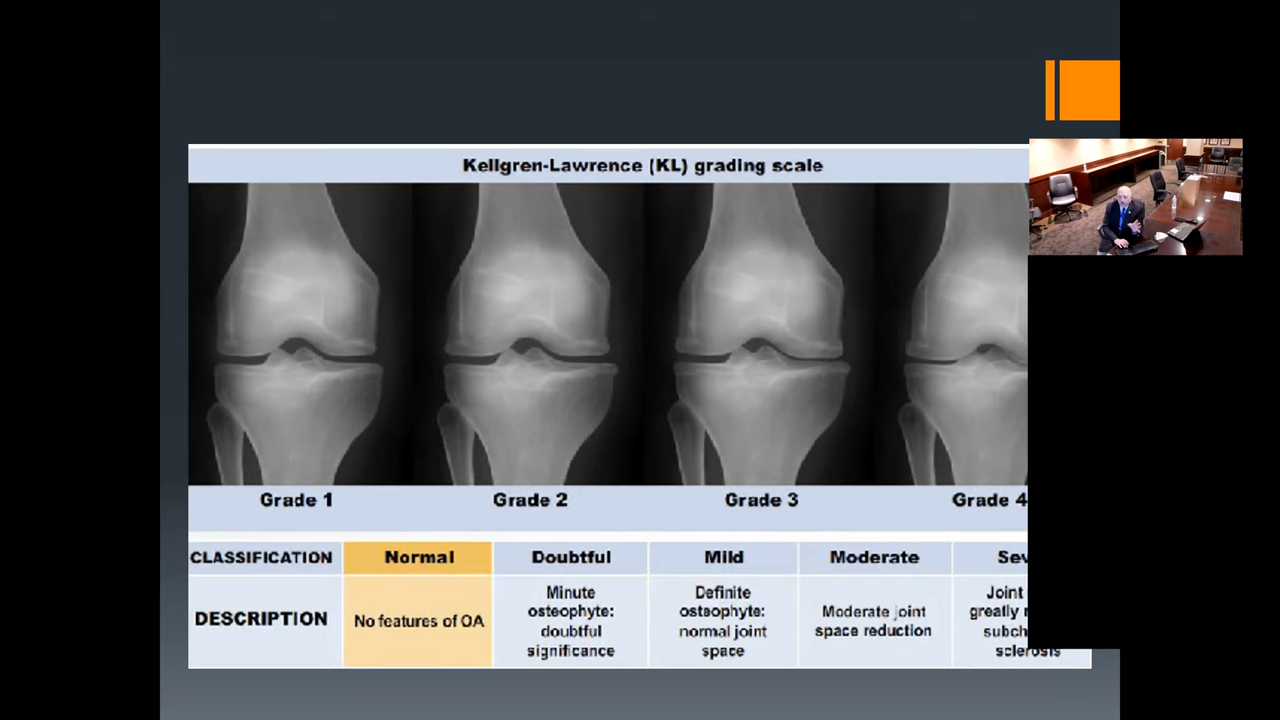 Kellgren-Lawrence (KL) grading scale
Grade 1 Grade 2 Grade 3 Grade 4
CLASSIFICATION Normal Doubtful Mild Moderate
DESCRIPTION
No features of OA
Minute
osteophyte:
doubtful
significance
Definite
osteophyte:
normal joint
space
Moderate joint
space reduction
Joint
greatly
sclerosis